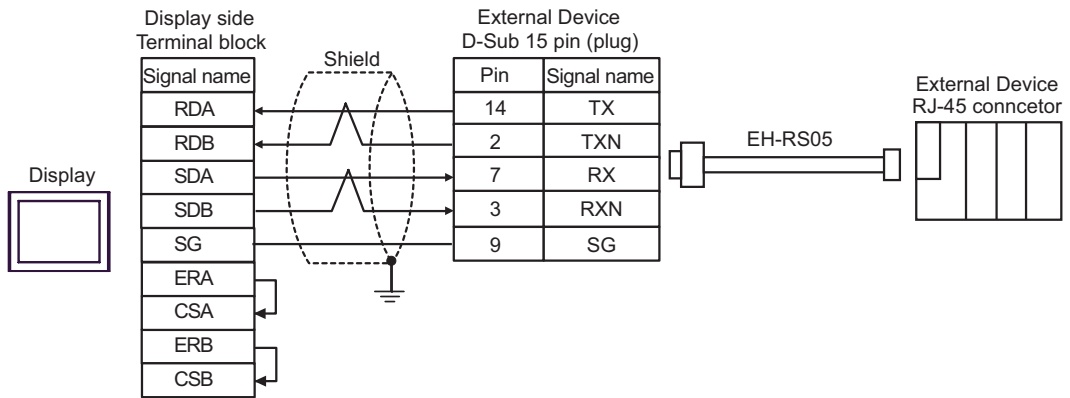 Display side
Terminal block
External Device
D-Sub 15 pin (plug)
Shield
Signal name
Pin
Signal name
External Device
RJ-45 conncetor
RDA
14
TX
RDB
2
TXN
EH-RS05
Display
SDA
7
RX
SDB
3
RXN
SG
9
SG
ERA
CSA
ERB
CSB